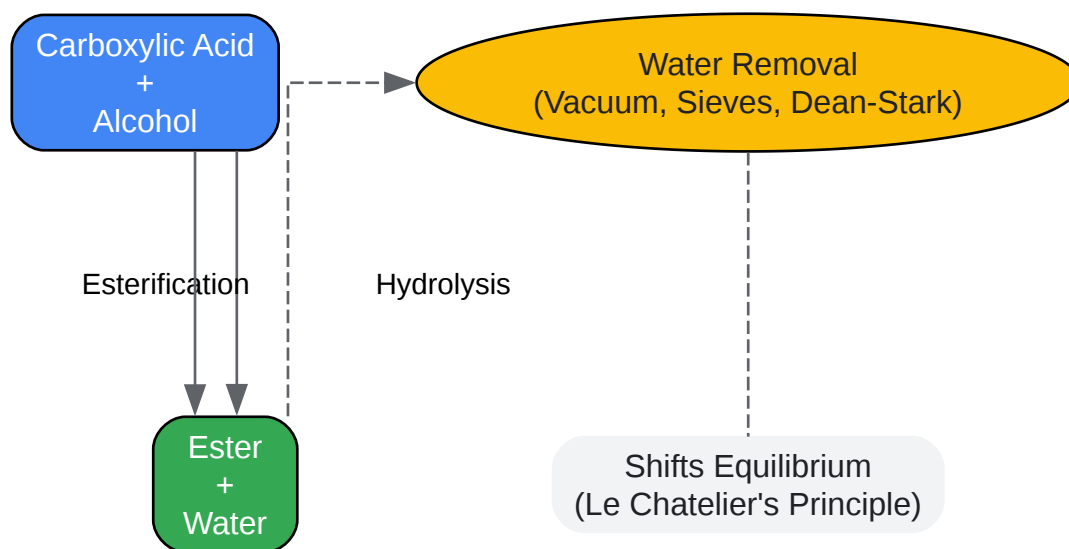 Carboxylic Acid
+
Alcohol
Water Removal
(Vacuum, Sieves, Dean-Stark)
Esterification
Hydrolysis
Ester
+
Water
Shifts Equilibrium
(Le Chatelier's Principle)